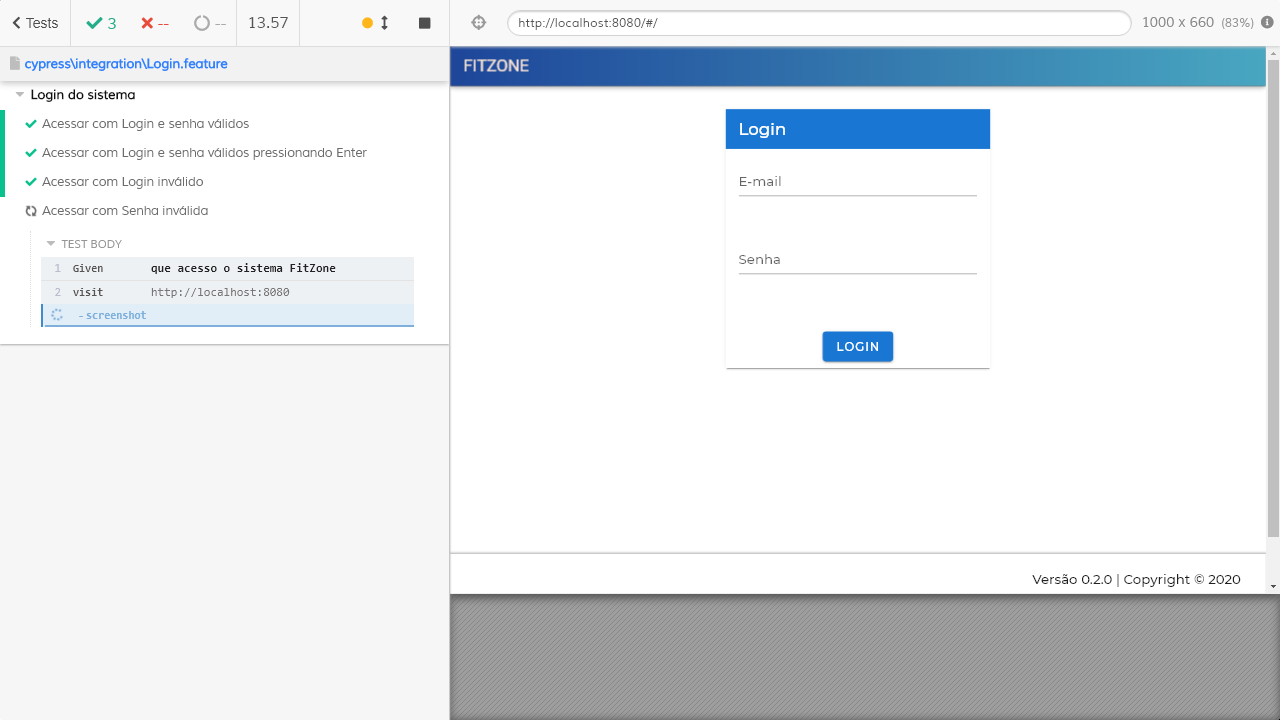 Tests 3 -- -- 13.57
cypress\integration\Login.feature
Login do sistema
Acessar com Login e senha válidos
Acessar com Login e senha válidos pressionando Enter
Acessar com Login inválido
Acessar com Senha inválida
TEST BODY
1 Given que acesso o sistema FitZone
2 visit http://localhost:8080
- screenshot
http://localhost:8080/#/ 1000 x 660 (83%)
FITZONE
Login
E-mail
Senha
LOGIN
Versão 0.2.0 | Copyright © 2020